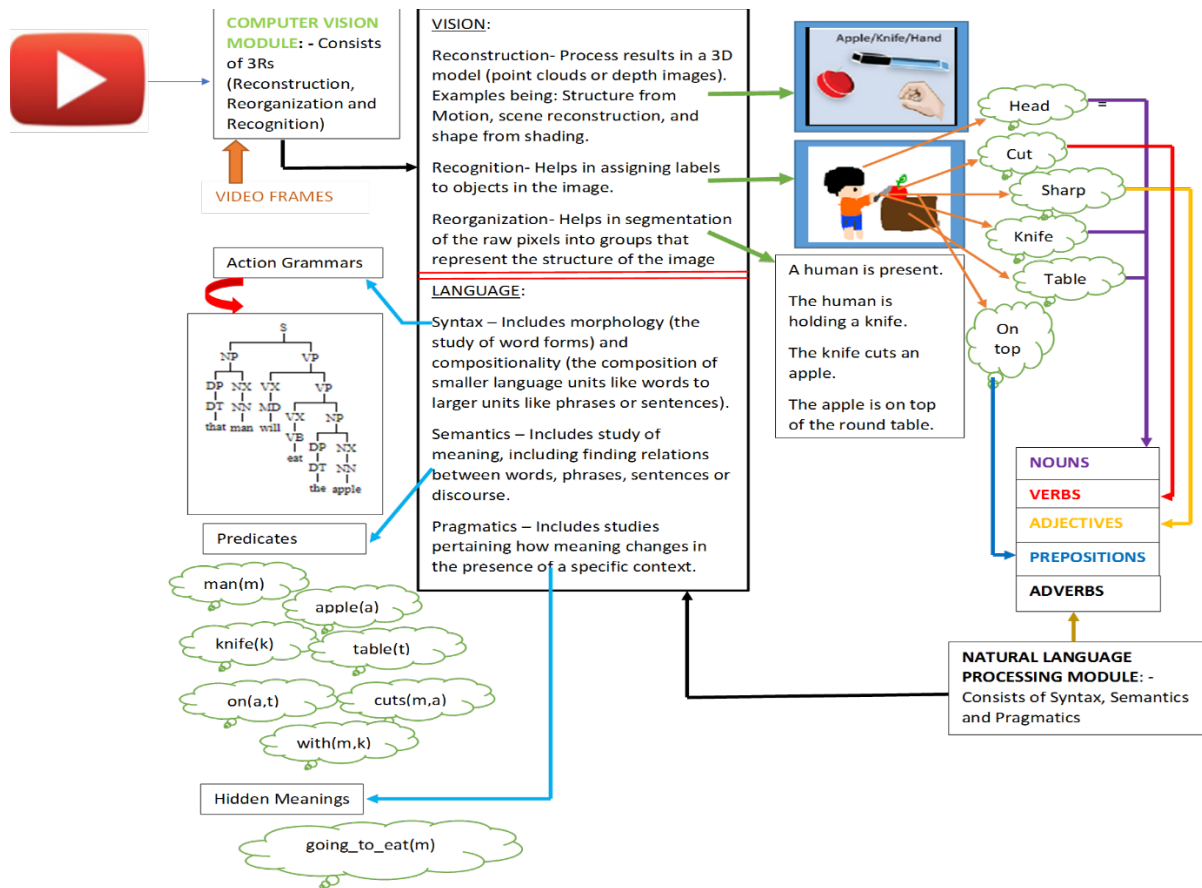 COMPUTER VISION
MODULE: - Consists
of 3Rs
(Reconstruction,
Reorganization and
Recognition)
VIDEO FRAMES
VISION:
Reconstruction- Process results in a 3D
model (point clouds or depth images).
Examples being: Structure from
Motion, scene reconstruction, and
shape from shading.
Recognition- Helps in assigning labels
to objects in the image.
Reorganization- Helps in segmentation
of the raw pixels into groups that
represent the structure of the image
LANGUAGE:
Syntax – Includes morphology (the
study of word forms) and
compositionality (the composition of
smaller language units like words to
larger units like phrases or sentences).
Semantics – Includes study of
meaning, including finding relations
between words, phrases, sentences or
discourse.
Pragmatics – Includes studies
pertaining how meaning changes in
the presence of a specific context.
Apple/Knife/Hand
Head =
Cut
Sharp
Knife
Table
On
top
A human is present.
The human is
holding a knife.
The knife cuts an
apple.
The apple is on top
of the round table.
NOUNS
VERBS
ADJECTIVES
PREPOSITIONS
ADVERBS
NATURAL LANGUAGE
PROCESSING MODULE: -
Consists of Syntax, Semantics
and Pragmatics
Action Grammars
S
NP VP
DP NX VX VP
DT NN MD VX NP
that man will VB DP NX
eat DT NN
the apple
Predicates
man(m)
apple(a)
knife(k)
table(t)
on(a,t)
cuts(m,a)
with(m,k)
Hidden Meanings
going_to_eat(m)